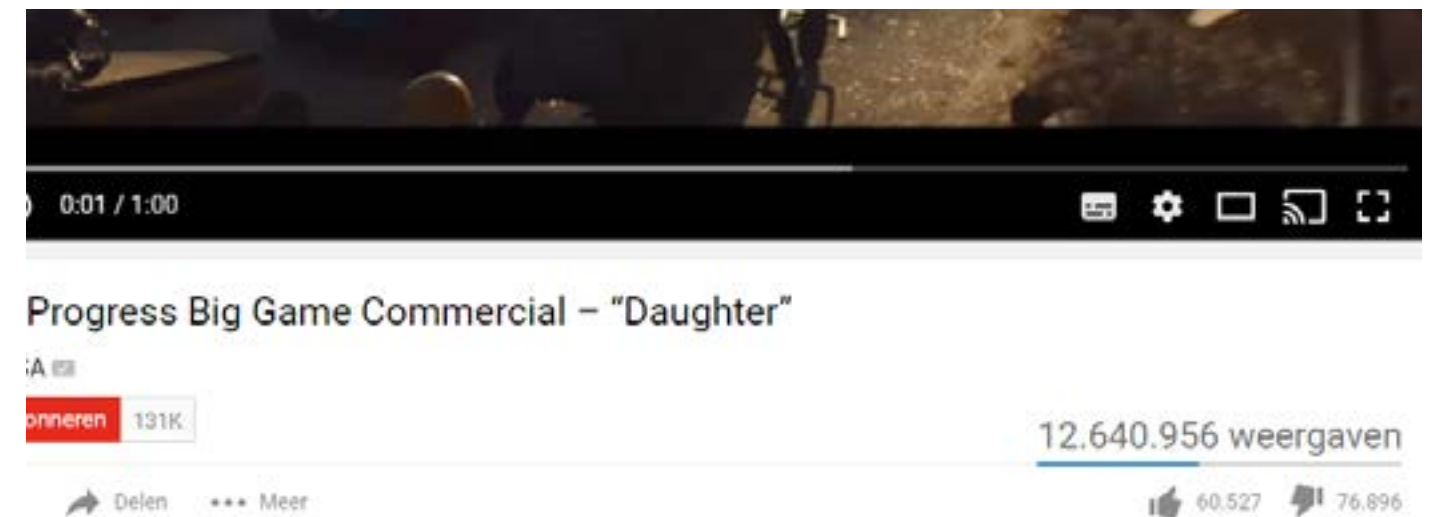 0:01 / 1:00
Progress Big Game Commercial – “Daughter”
SA
onneren 131K
12.640.956 weergaven
Delen ••• Meer
60.527 76.896